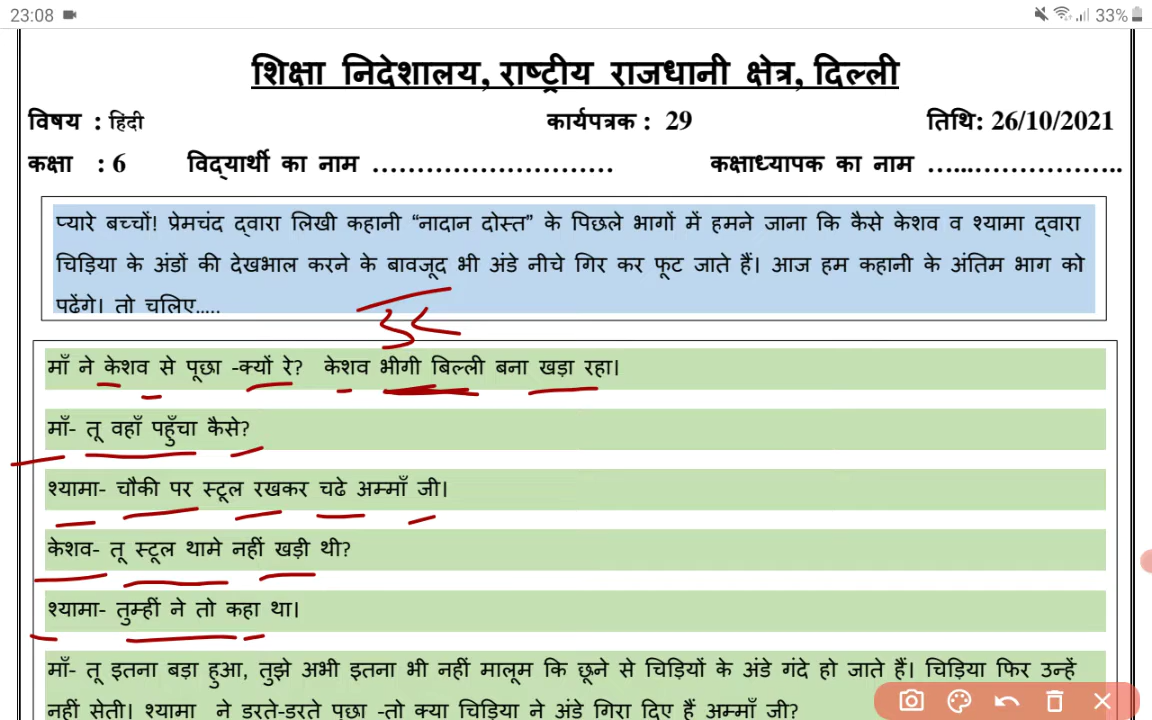 23:08 33%
शिक्षा निदेशालय, राष्ट्रीय राजधानी क्षेत्र, दिल्ली
विषय : हिंदी कार्यपत्रक : 29 तिथि: 26/10/2021
कक्षा : 6 विद्यार्थी का नाम ......................... कक्षाध्यापक का नाम .......................
प्यारे बच्चों! प्रेमचंद द्वारा लिखी कहानी “नादान दोस्त” के पिछले भागों में हमने जाना कि कैसे केशव व श्यामा द्वारा
चिड़िया के अंडों की देखभाल करने के बावजूद भी अंडे नीचे गिर कर फूट जाते हैं। आज हम कहानी के अंतिम भाग को
पढेंगे। तो चलिए.....
माँ ने केशव से पूछा -क्यों रे? केशव भीगी बिल्ली बना खड़ा रहा।
माँ- तू वहाँ पहुँचा कैसे?
श्यामा- चौकी पर स्टूल रखकर चढे अम्माँ जी।
केशव- तू स्टूल थामे नहीं खड़ी थी?
श्यामा- तुम्हीं ने तो कहा था।
माँ- तू इतना बड़ा हुआ, तुझे अभी इतना भी नहीं मालूम कि छूने से चिड़ियों के अंडे गंदे हो जाते हैं। चिड़िया फिर उन्हें
नहीं सेती। श्यामा ने डरते-डरते पूछा -तो क्या चिड़िया ने अंडे गिरा दिए हैं अम्माँ जी?